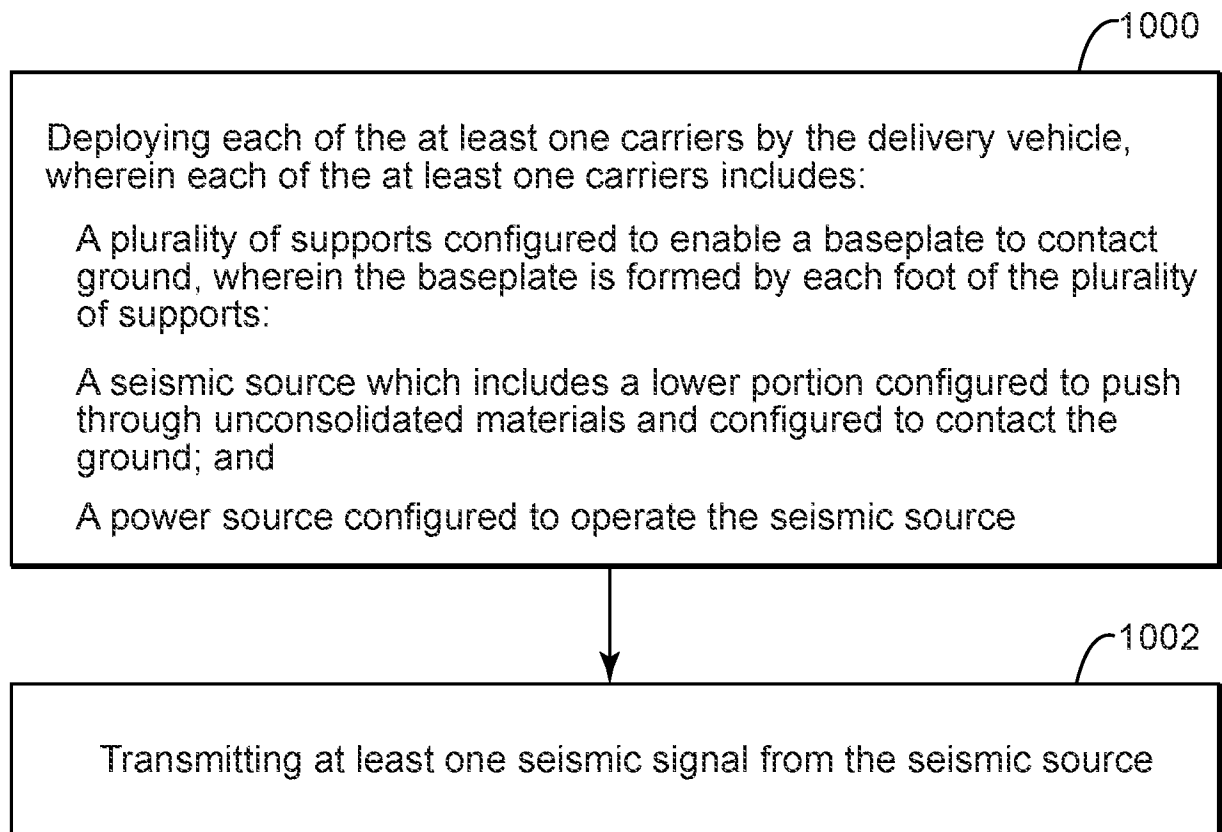 1000
Deploying each of the at least one carriers by the delivery vehicle,
wherein each of the at least one carriers includes:
A plurality of supports configured to enable a baseplate to contact
ground, wherein the baseplate is formed by each foot of the plurality
of supports:
A seismic source which includes a lower portion configured to push
through unconsolidated materials and configured to contact the
ground; and
A power source configured to operate the seismic source
1002
Transmitting at least one seismic signal from the seismic source